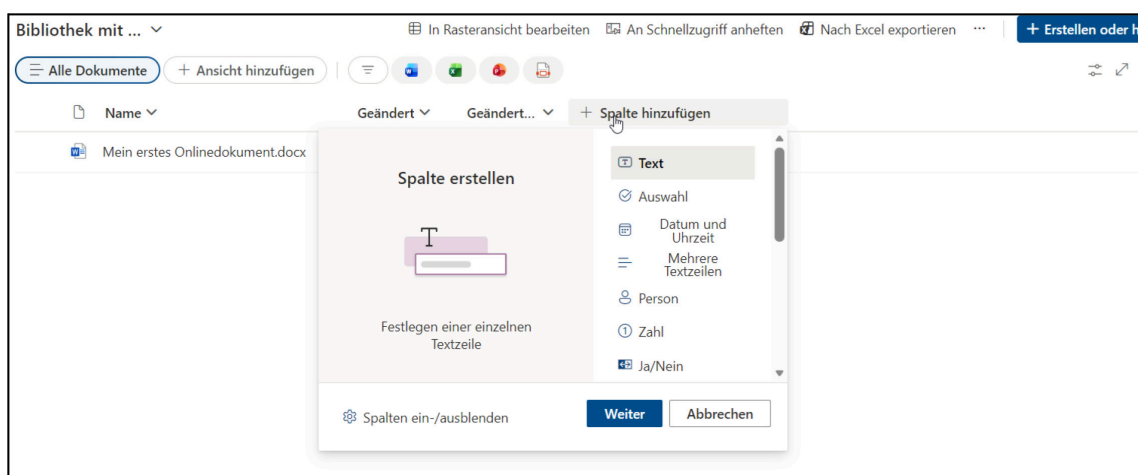 Bibliothek mit ...
In Rasteransicht bearbeiten
An Schnellzugriff anheften
Nach Excel exportieren
...
+ Erstellen oder h
Alle Dokumente
+ Ansicht hinzufügen
Name
Geändert
Geändert...
+ Spalte hinzufügen
Mein erstes Onlinedokument.docx
Spalte erstellen
T
Festlegen einer einzelnen
Textzeile
Text
Auswahl
Datum und
Uhrzeit
Mehrere
Textzeilen
Person
Zahl
Ja/Nein
Spalten ein-/ausblenden
Weiter
Abbrechen